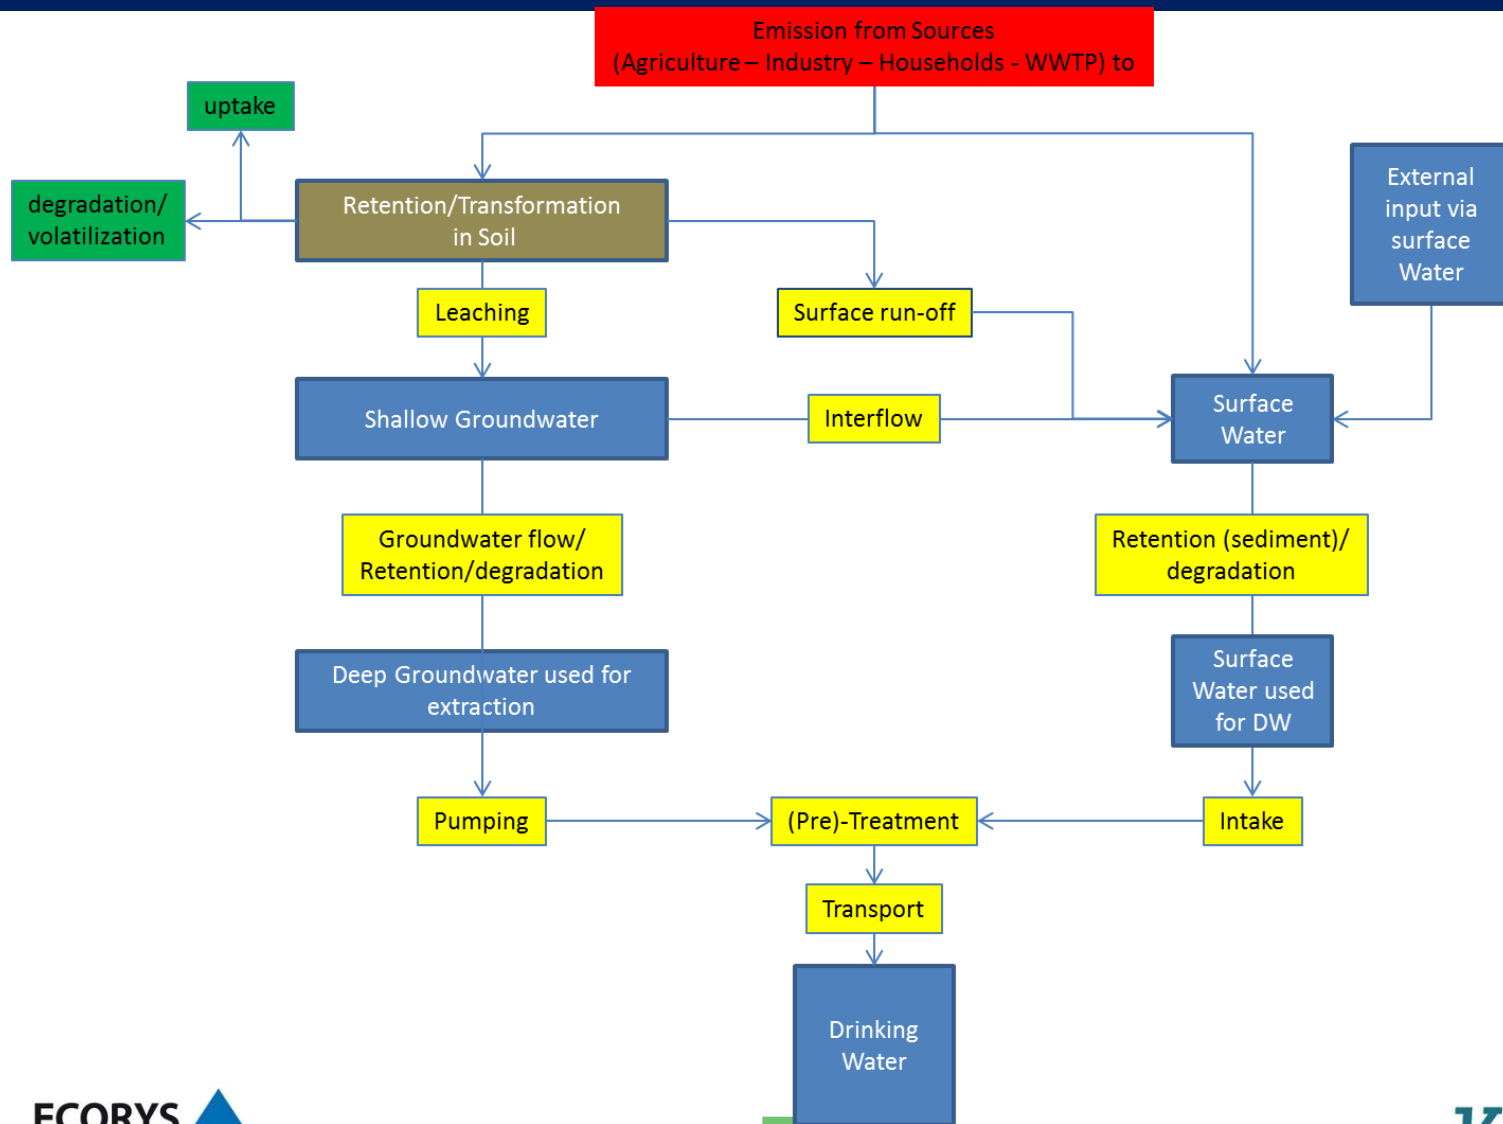 Emission from Sources
(Agriculture – Industry – Households - WWTP) to
uptake
degradation/
volatilization
Retention/Transformation
in Soil
External
input via
surface
Water
Leaching
Surface run-off
Shallow Groundwater
Interflow
Surface
Water
Groundwater flow/
Retention/degradation
Retention (sediment)/
degradation
Deep Groundwater used for
extraction
Surface
Water used
for DW
Pumping
(Pre)-Treatment
Intake
Transport
Drinking
Water
ECORYS